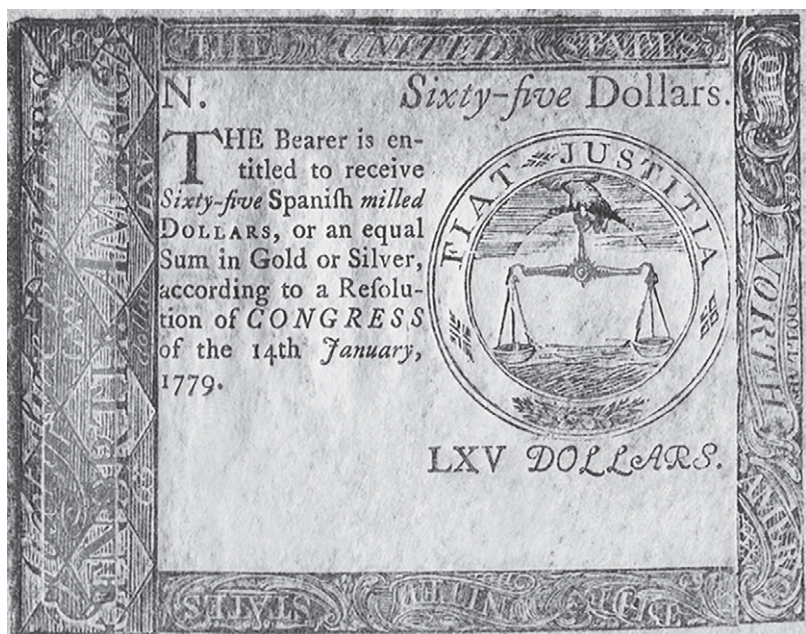 THE UNITED STATES
N. Sixty-five Dollars.
THE Bearer is en-
titled to receive
Sixty-five Spaniſh milled
DOLLARS, or an equal
Sum in Gold or Silver,
according to a Reſolu-
tion of CONGRESS
of the 14th January,
1779.
FIAT JUSTITIA
LXV DOLLARS.
NORTH